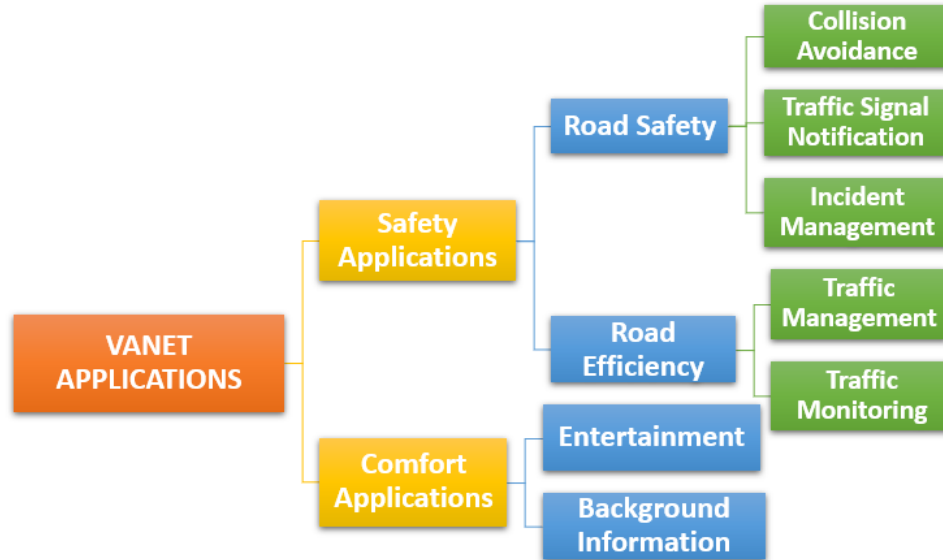 VANET
APPLICATIONS
Safety
Applications
Road Safety
Collision
Avoidance
Traffic Signal
Notification
Incident
Management
Road
Efficiency
Traffic
Management
Traffic
Monitoring
Comfort
Applications
Entertainment
Background
Information